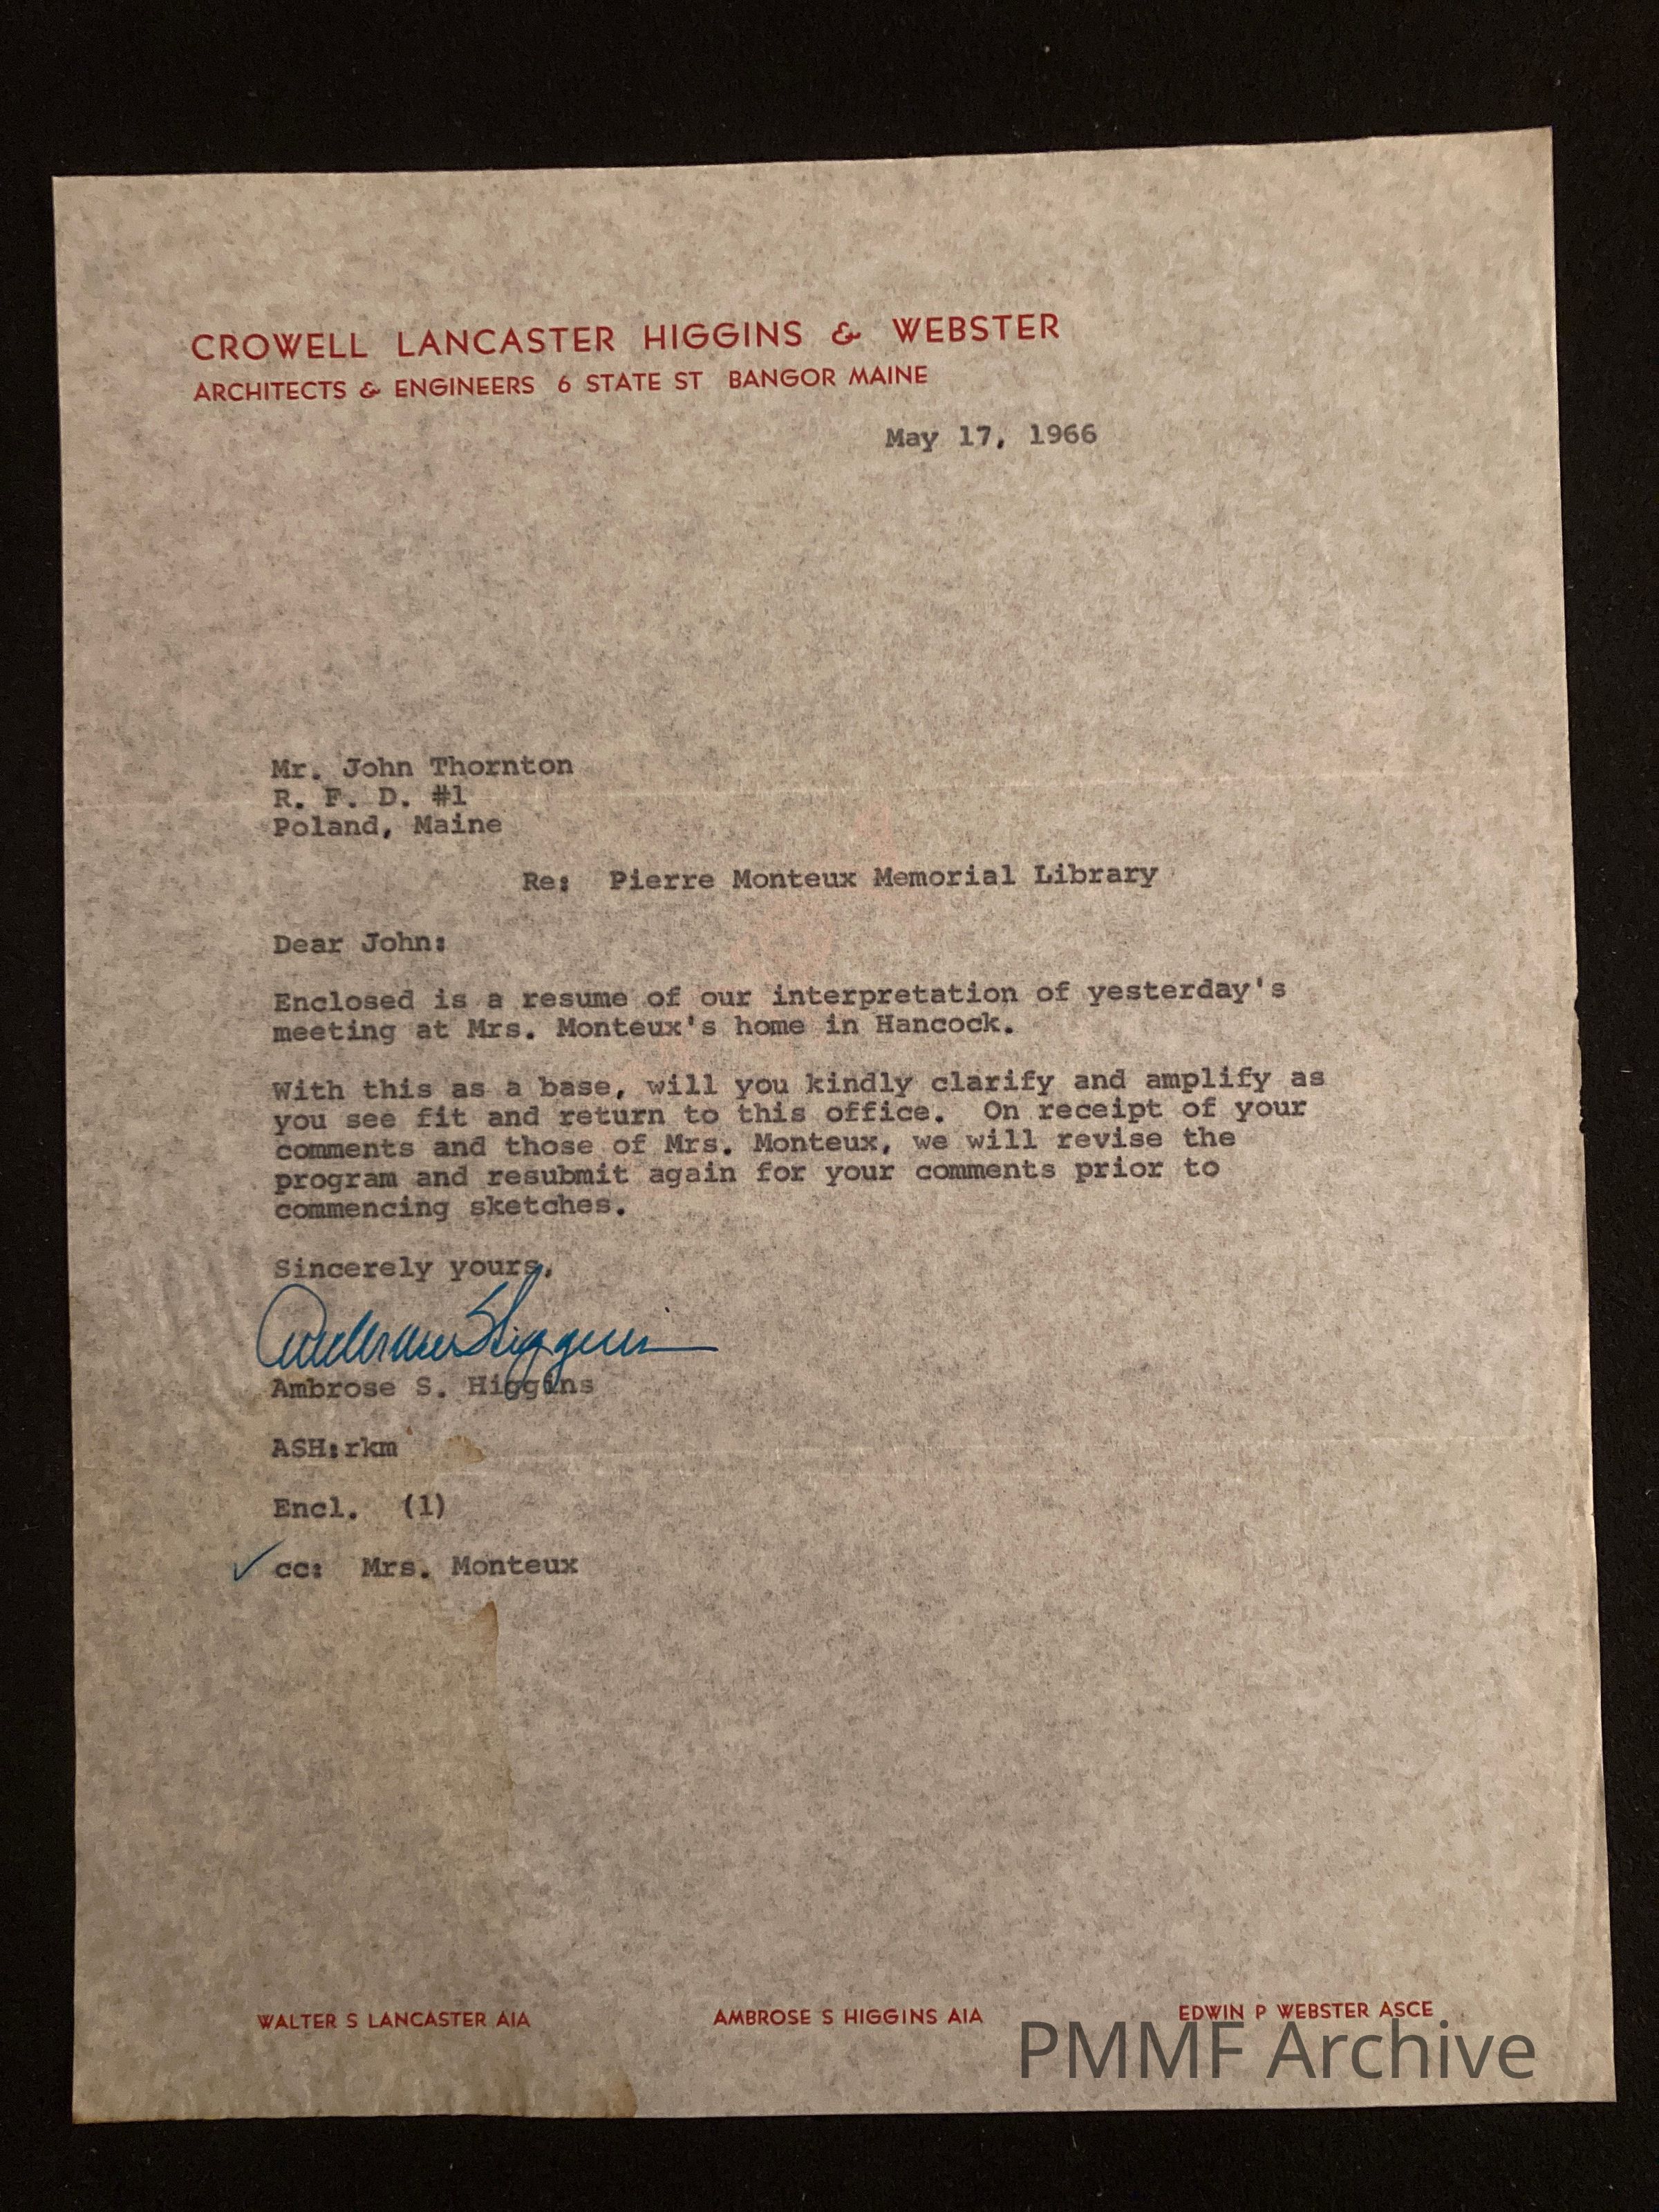 CROWELL LANCASTER HIGGINS & WEBSTER
ARCHITECTS & ENGINEERS 6 STATE ST BANGOR MAINE
May 17, 1966
Mr. John Thornton
R. F. D. #1
Poland, Maine
Re: Pierre Monteux Memorial Library
Dear John:
Enclosed is a resume of our interpretation of yesterday's
meeting at Mrs. Monteux's home in Hancock.
With this as a base, will you kindly clarify and amplify as
you see fit and return to this office. On receipt of your
comments and those of Mrs. Monteux, we will revise the
program and resubmit again for your comments prior to
commencing sketches.
Sincerely yours,
Ambrose S Higgins
Ambrose S. Higgins
ASH:rkm
Encl. (1)
✓ cc: Mrs. Monteux
WALTER S LANCASTER AIA AMBROSE S HIGGINS AIA EDWIN P WEBSTER ASCE
PMMF Archive